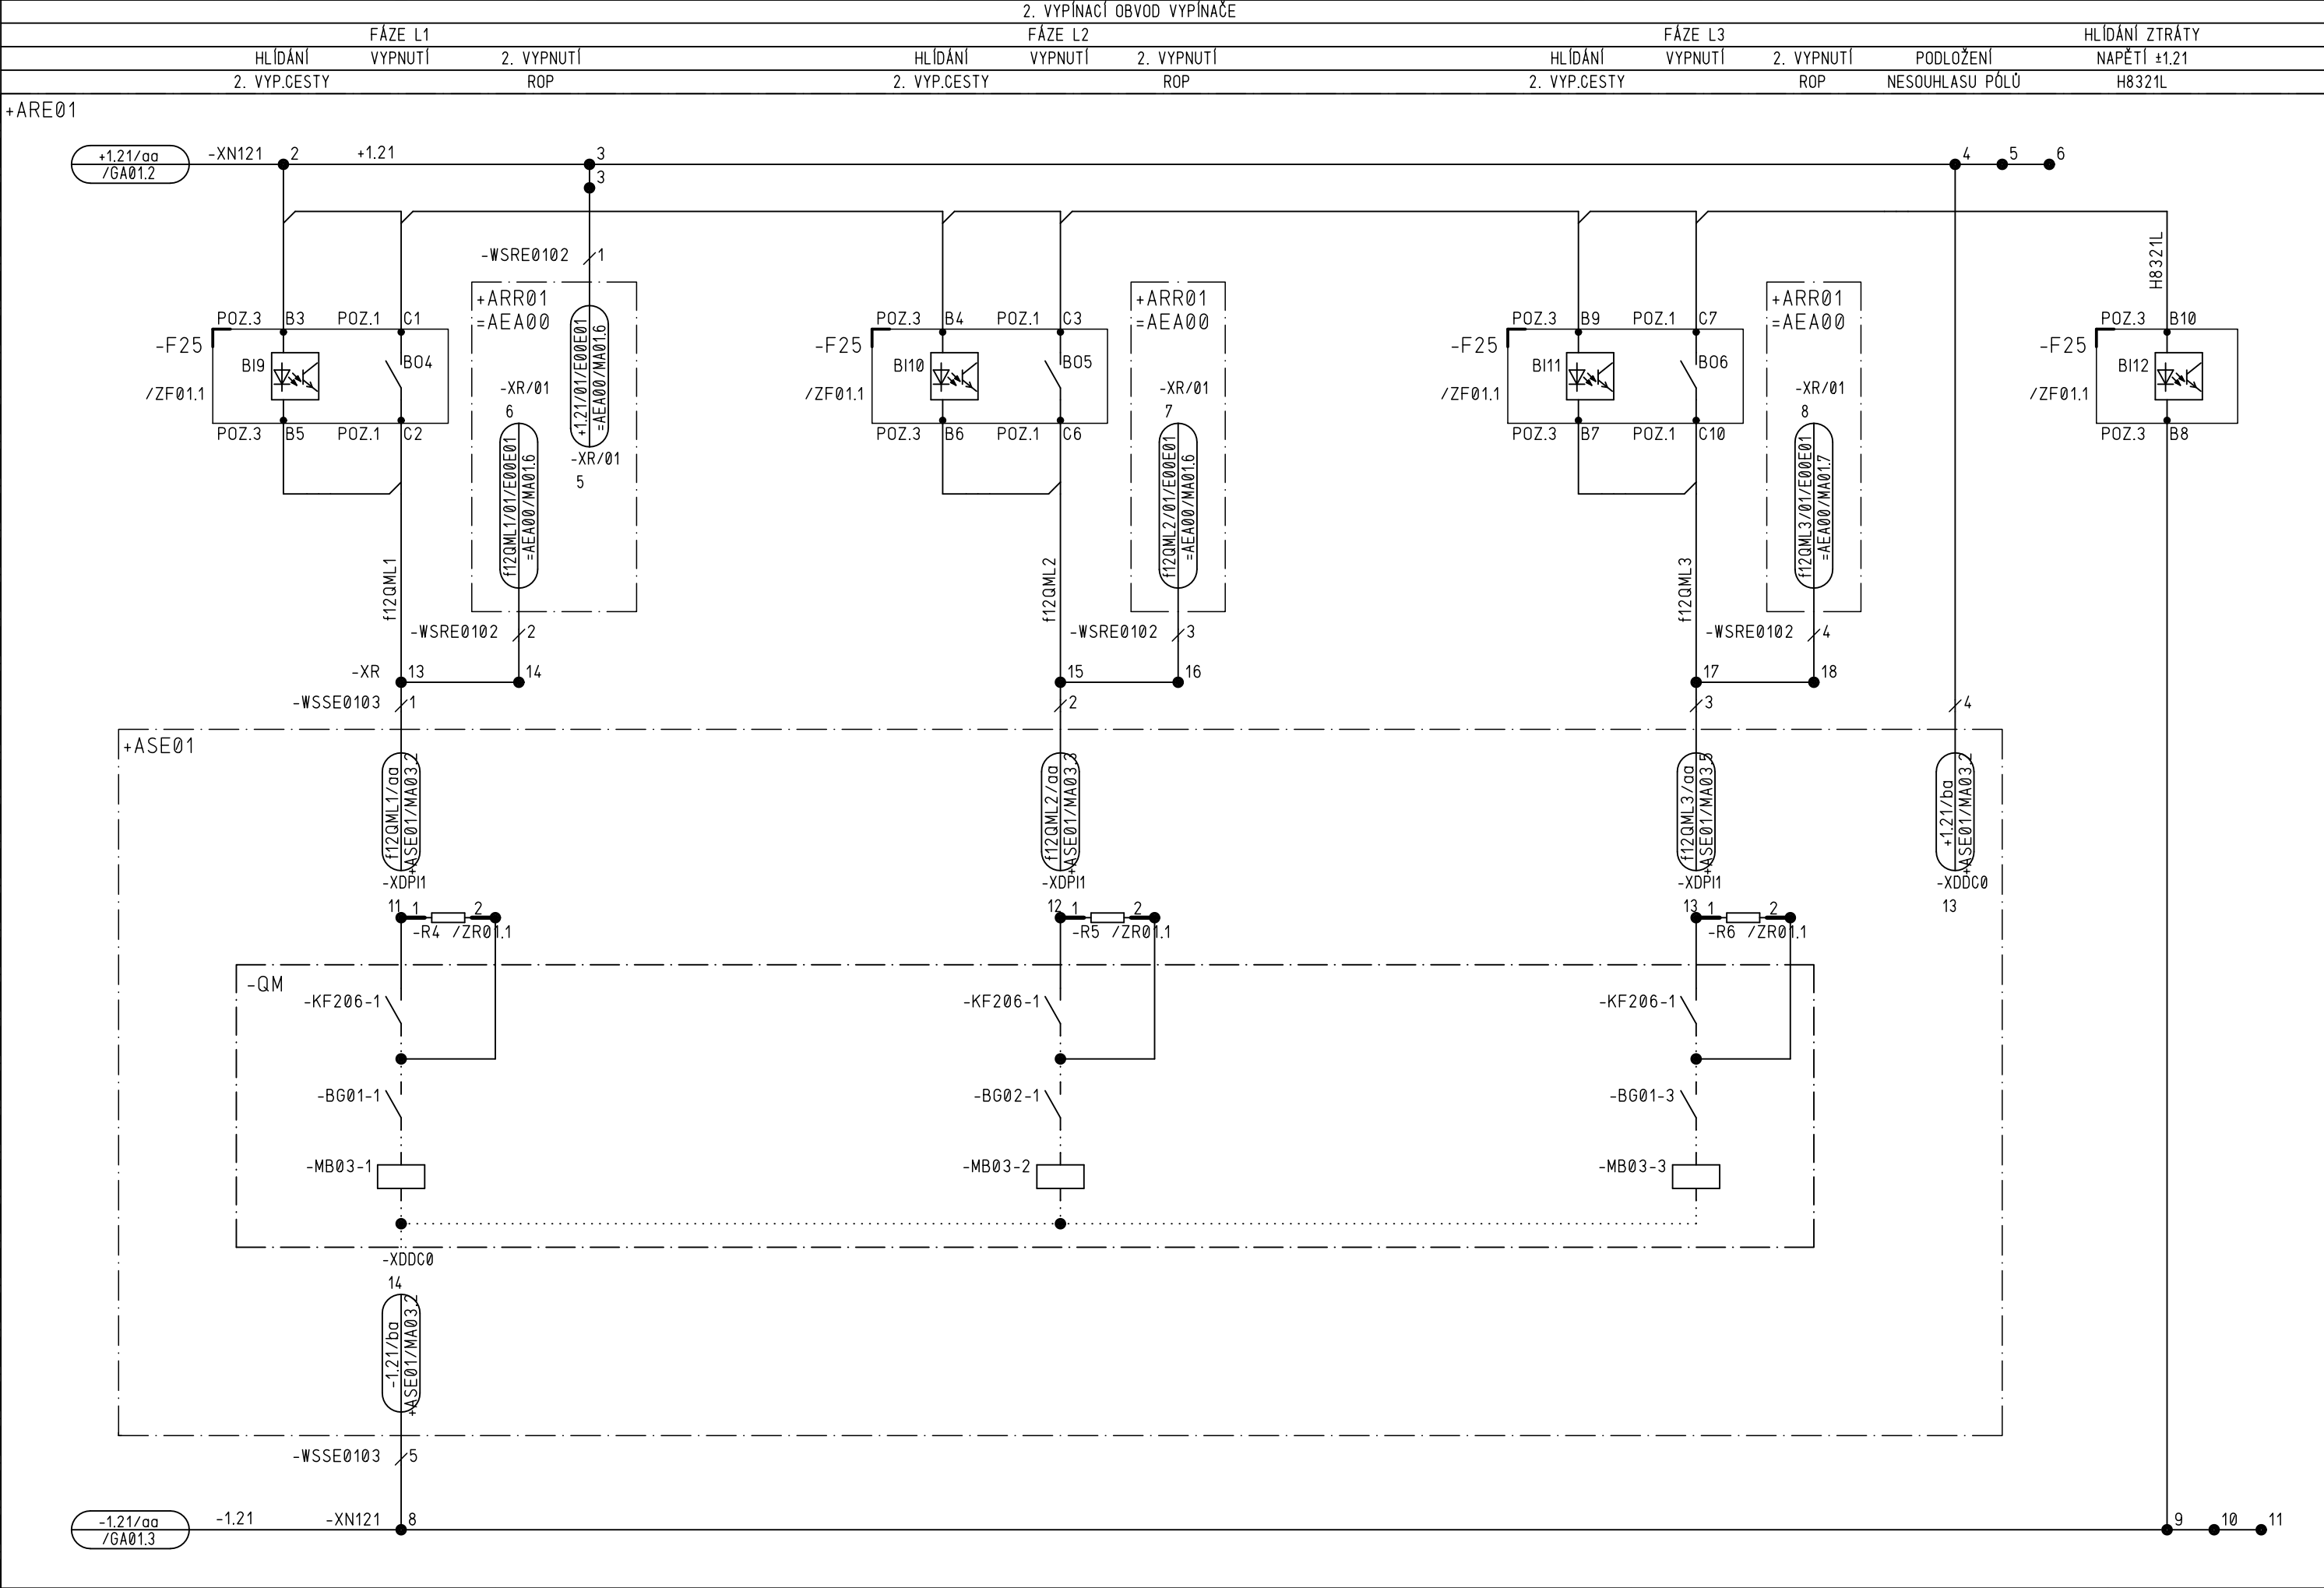 2. VYPÍNACÍ OBVOD VYPÍNAČE
FÁZE L1 FÁZE L2 FÁZE L3 HLÍDÁNÍ ZTRÁTY
HLÍDÁNÍ VYPNUTÍ 2. VYPNUTÍ HLÍDÁNÍ VYPNUTÍ 2. VYPNUTÍ HLÍDÁNÍ VYPNUTÍ 2. VYPNUTÍ PODLOŽENÍ NAPĚTÍ ±1.21
2. VYP.CESTY ROP 2. VYP.CESTY ROP 2. VYP.CESTY ROP NESOUHLASU PÓLŮ H8321L
+ARE01
+1.21/aa
/GA01.2
-XN121 2 +1.21 3 4 5 6
3
-WSRE0102 1
H8321L
+ARR01 +ARR01 +ARR01
=AEA00 =AEA00 =AEA00
POZ.3 B3 POZ.1 C1 POZ.3 B4 POZ.1 C3 POZ.3 B9 POZ.1 C7 POZ.3 B10
-F25 -F25 -F25 -F25
BI9 BO4 BI10 BO5 BI11 BO6 BI12
/ZF01.1 /ZF01.1 /ZF01.1 /ZF01.1
+1.21/01/E00E01
=AEA00/MA01.6
-XR/01 -XR/01 -XR/01
6 7 8
POZ.3 B5 POZ.1 C2 POZ.3 B6 POZ.1 C6 POZ.3 B7 POZ.1 C10 POZ.3 B8
-XR/01
5
f12QML1/01/E00E01
=AEA00/MA01.6
f12QML2/01/E00E01
=AEA00/MA01.6
f12QML3/01/E00E01
=AEA00/MA01.7
f12QML1 f12QML2 f12QML3
-WSRE0102 2 -WSRE0102 3 -WSRE0102 4
-XR 13 14 15 16 17 18
-WSSE0103 1 2 3 4
+ASE01
f12QML1/aa
+ASE01/MA03.2
f12QML2/aa
+ASE01/MA03.3
f12QML3/aa
+ASE01/MA03.5
+1.21/ba
+ASE01/MA03.2
-XDPI1 -XDPI1 -XDPI1 -XDDC0
11 1 2 12 1 2 13 1 2 13
-R4 /ZR01.1 -R5 /ZR01.1 -R6 /ZR01.1
-QM
-KF206-1 -KF206-1 -KF206-1
-BG01-1 -BG02-1 -BG01-3
-MB03-1 -MB03-2 -MB03-3
-XDDC0
14
-1.21/ba
+ASE01/MA03.2
-WSSE0103 5
-1.21/aa
/GA01.3
-1.21 -XN121 8 9 10 11